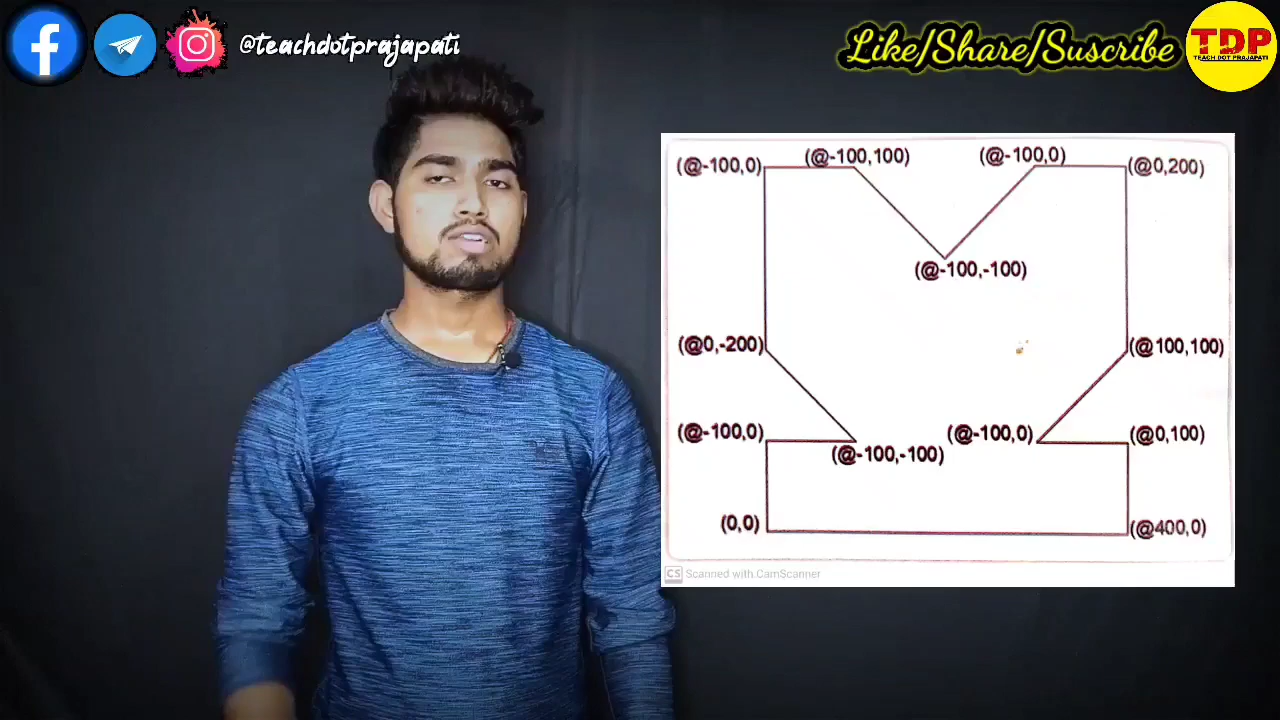 @teachdotprajapati
Like/Share/Suscribe
TDP
TEACH DOT PRAJAPATI
(@-100,0)
(@-100,100)
(@-100,0)
(@0,200)
(@-100,-100)
(@0,-200)
(@100,100)
(@-100,0)
(@-100,-100)
(@-100,0)
(@0,100)
(0,0)
(@400,0)
CS Scanned with CamScanner